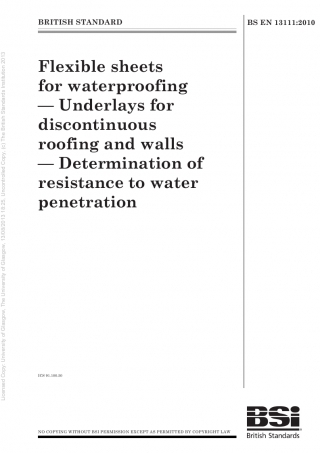 BRITISH STANDARD
BS EN 13111:2010
Flexible sheets
for waterproofing
— Underlays for
discontinuous
roofing and walls
— Determination of
resistance to water
penetration
ICS 91.100.50
NO COPYING WITHOUT BSI PERMISSION EXCEPT AS PERMITTED BY COPYRIGHT LAW
BSi
British Standards
Licensed Copy: University of Glasgow, The University of Glasgow, 13/09/2010 19:25, Uncontrolled Copy, (c) The British Standards Institution 2010